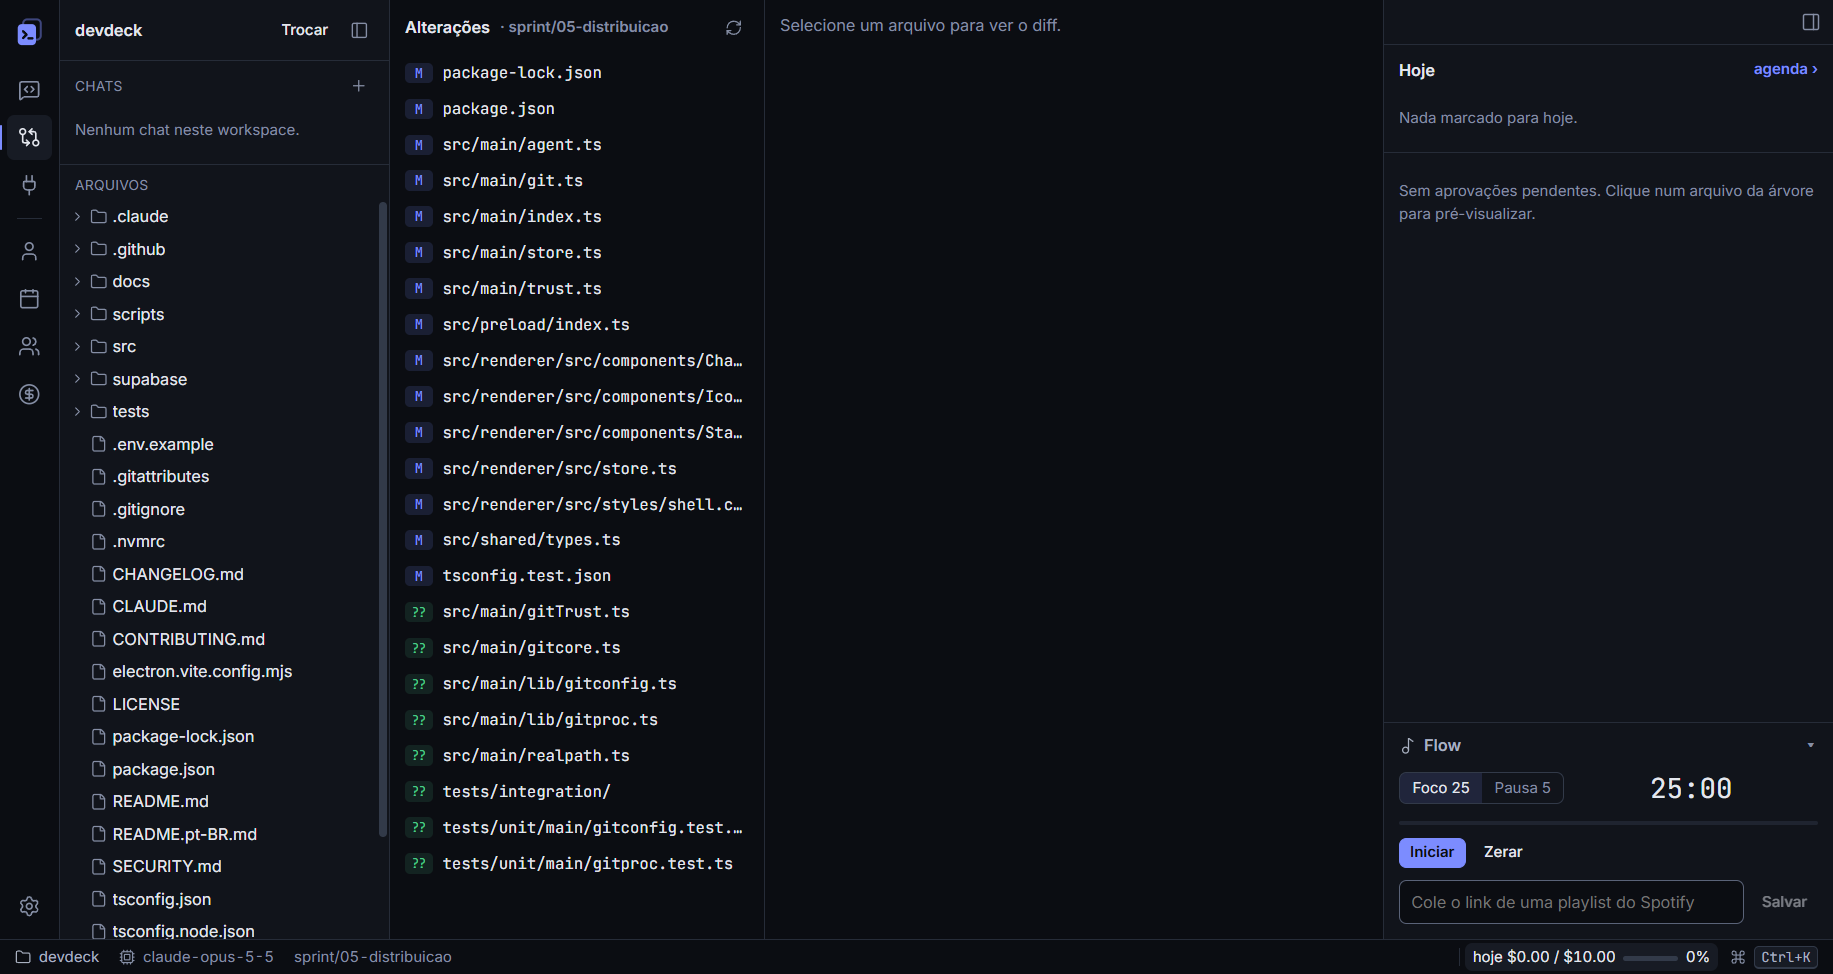 devdeck
Trocar
CHATS
Nenhum chat neste workspace.
ARQUIVOS
.claude
.github
docs
scripts
src
supabase
tests
.env.example
.gitattributes
.gitignore
.nvmrc
CHANGELOG.md
CLAUDE.md
CONTRIBUTING.md
electron.vite.config.mjs
LICENSE
package-lock.json
package.json
README.md
README.pt-BR.md
SECURITY.md
tsconfig.json
tsconfig.node.json
Alterações · sprint/05-distribuicao
M package-lock.json
M package.json
M src/main/agent.ts
M src/main/git.ts
M src/main/index.ts
M src/main/store.ts
M src/main/trust.ts
M src/preload/index.ts
M src/renderer/src/components/Cha…
M src/renderer/src/components/Ico…
M src/renderer/src/components/Sta…
M src/renderer/src/store.ts
M src/renderer/src/styles/shell.c…
M src/shared/types.ts
M tsconfig.test.json
?? src/main/gitTrust.ts
?? src/main/gitcore.ts
?? src/main/lib/gitconfig.ts
?? src/main/lib/gitproc.ts
?? src/main/realpath.ts
?? tests/integration/
?? tests/unit/main/gitconfig.test.…
?? tests/unit/main/gitproc.test.ts
Selecione um arquivo para ver o diff.
Hoje
agenda ›
Nada marcado para hoje.
Sem aprovações pendentes. Clique num arquivo da árvore
para pré-visualizar.
Flow
Foco 25
Pausa 5
25:00
Iniciar
Zerar
Cole o link de uma playlist do Spotify
Salvar
devdeck
claude-opus-5-5
sprint/05-distribuicao
hoje $0.00 / $10.00
0%
⌘ Ctrl+K